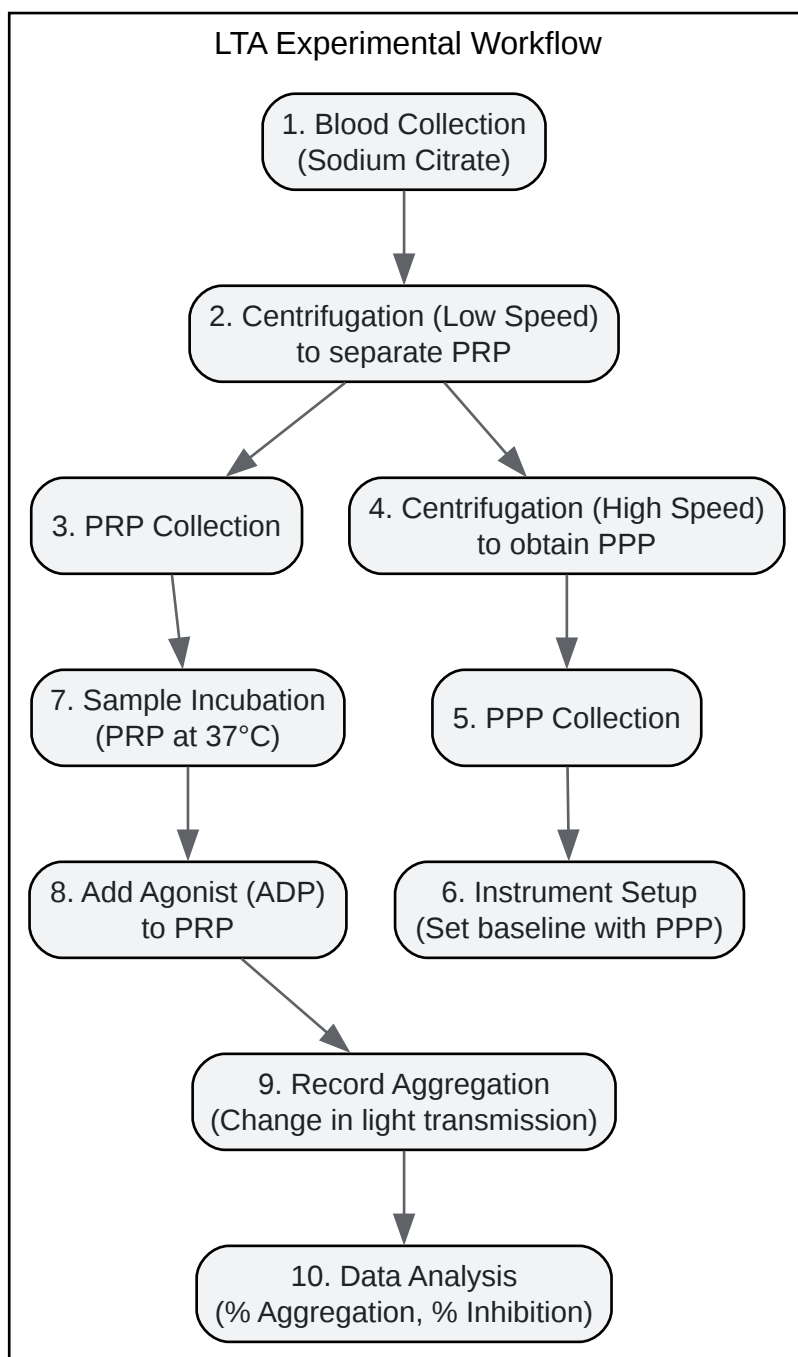 LTA Experimental Workflow
1. Blood Collection
(Sodium Citrate)
2. Centrifugation (Low Speed)
to separate PRP
3. PRP Collection
4. Centrifugation (High Speed)
to obtain PPP
7. Sample Incubation
(PRP at 37°C)
5. PPP Collection
8. Add Agonist (ADP)
to PRP
6. Instrument Setup
(Set baseline with PPP)
9. Record Aggregation
(Change in light transmission)
10. Data Analysis
(% Aggregation, % Inhibition)